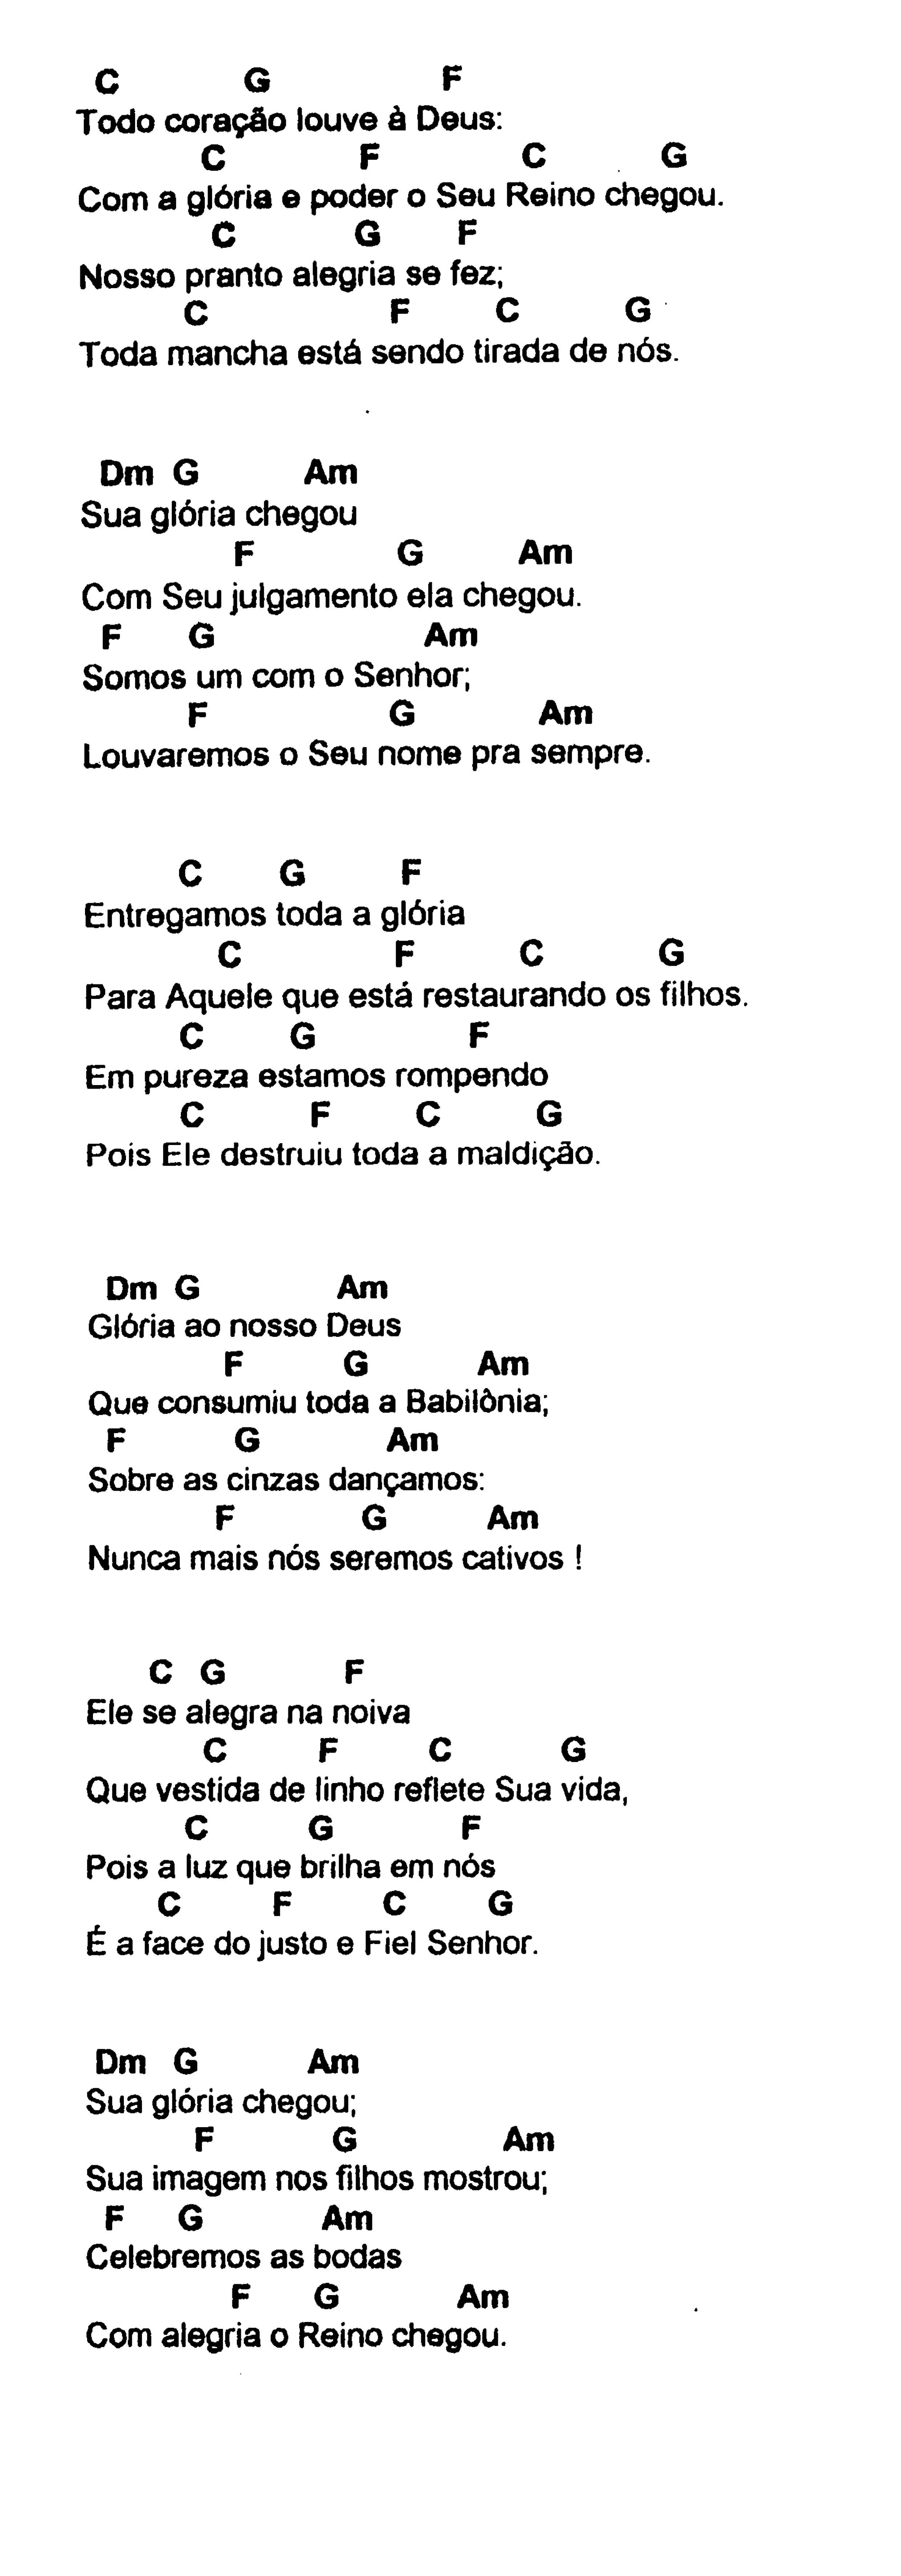 C G F
Todo coração louve à Deus:
C F C G
Com a glória e poder o Seu Reino chegou.
C G F
Nosso pranto alegria se fez;
C F C G
Toda mancha está sendo tirada de nós.
Dm G Am
Sua glória chegou
F G Am
Com Seu julgamento ela chegou.
F G Am
Somos um com o Senhor;
F G Am
Louvaremos o Seu nome pra sempre.
C G F
Entregamos toda a glória
C F C G
Para Aquele que está restaurando os filhos.
C G F
Em pureza estamos rompendo
C F C G
Pois Ele destruiu toda a maldição.
Dm G Am
Glória ao nosso Deus
F G Am
Que consumiu toda a Babilônia;
F G Am
Sobre as cinzas dançamos:
F G Am
Nunca mais nós seremos cativos !
C G F
Ele se alegra na noiva
C F C G
Que vestida de linho reflete Sua vida,
C G F
Pois a luz que brilha em nós
C F C G
É a face do justo e Fiel Senhor.
Dm G Am
Sua glória chegou;
F G Am
Sua imagem nos filhos mostrou;
F G Am
Celebremos as bodas
F G Am
Com alegria o Reino chegou.